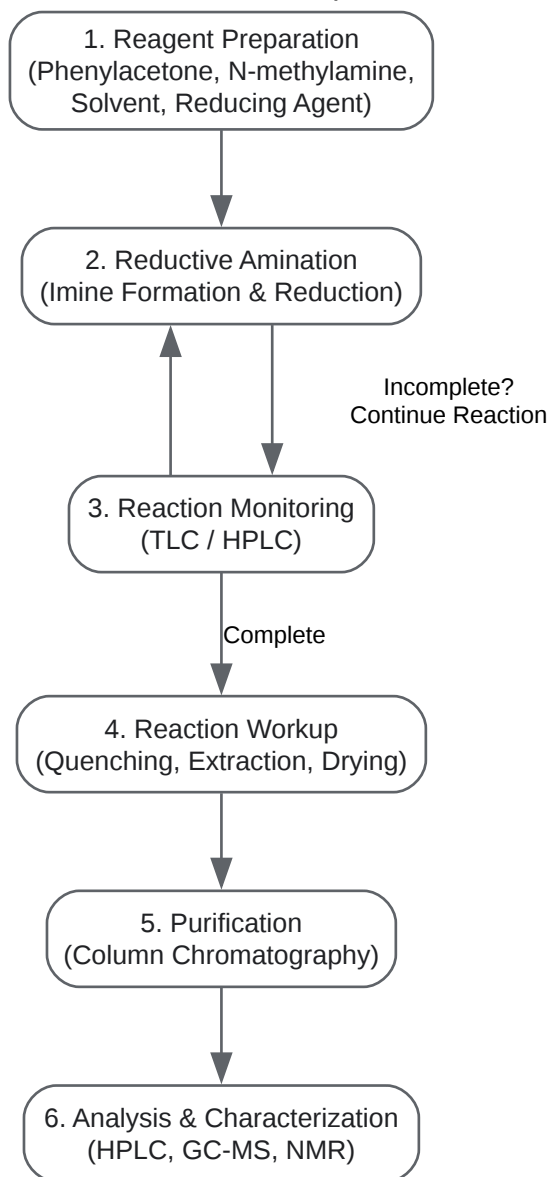 1. Reagent Preparation
(Phenylacetone, N-methylamine,
Solvent, Reducing Agent)
2. Reductive Amination
(Imine Formation & Reduction)
Incomplete?
Continue Reaction
3. Reaction Monitoring
(TLC / HPLC)
Complete
4. Reaction Workup
(Quenching, Extraction, Drying)
5. Purification
(Column Chromatography)
6. Analysis & Characterization
(HPLC, GC-MS, NMR)